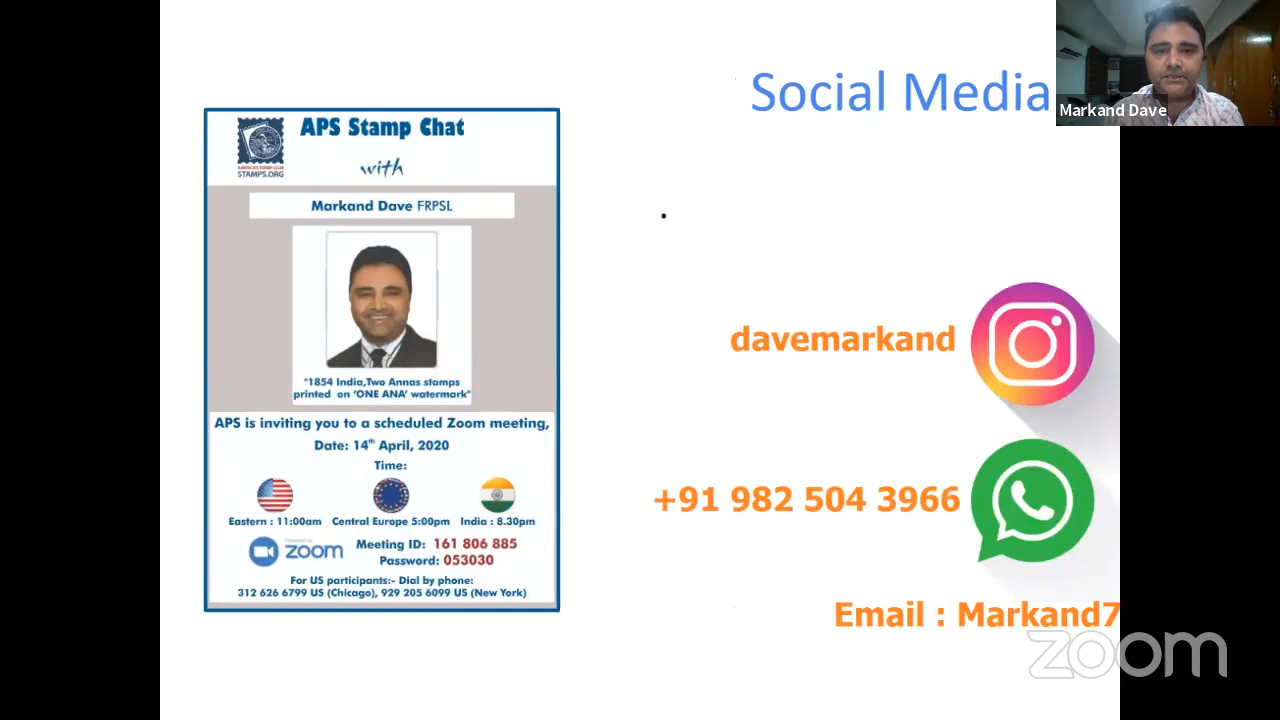 Social Media
Markand Dave
APS Stamp Chat
with
AMERICA'S STAMP CLUB
STAMPS.ORG
Markand Dave FRPSL
"1854 India,Two Annas stamps
printed on 'ONE ANA' watermark"
APS is inviting you to a scheduled Zoom meeting,
Date: 14th April, 2020
Time:
Eastern : 11:00am Central Europe 5:00pm India : 8.30pm
zoom
Meeting ID: 161 806 885
Password: 053030
For US participants:- Dial by phone:
312 626 6799 US (Chicago), 929 205 6099 US (New York)
davemarkand
+91 982 504 3966
Email : Markand7
zoom